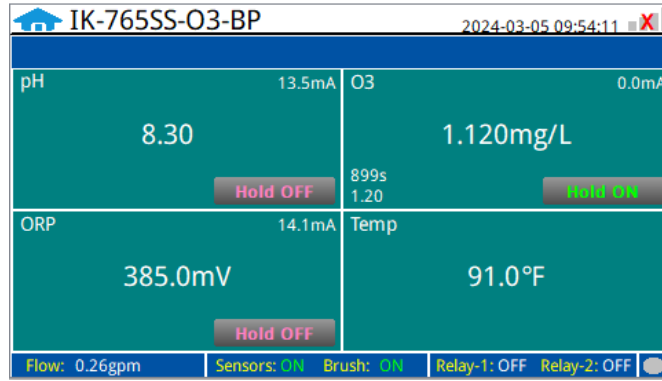 IK-765SS-O3-BP
2024-03-05 09:54:11 X
pH 13.5mA
8.30
Hold OFF
O3 0.0mA
1.120mg/L
899s
1.20
Hold ON
ORP 14.1mA
385.0mV
Hold OFF
Temp
91.0°F
Flow: 0.26gpm Sensors: ON Brush: ON Relay-1: OFF Relay-2: OFF